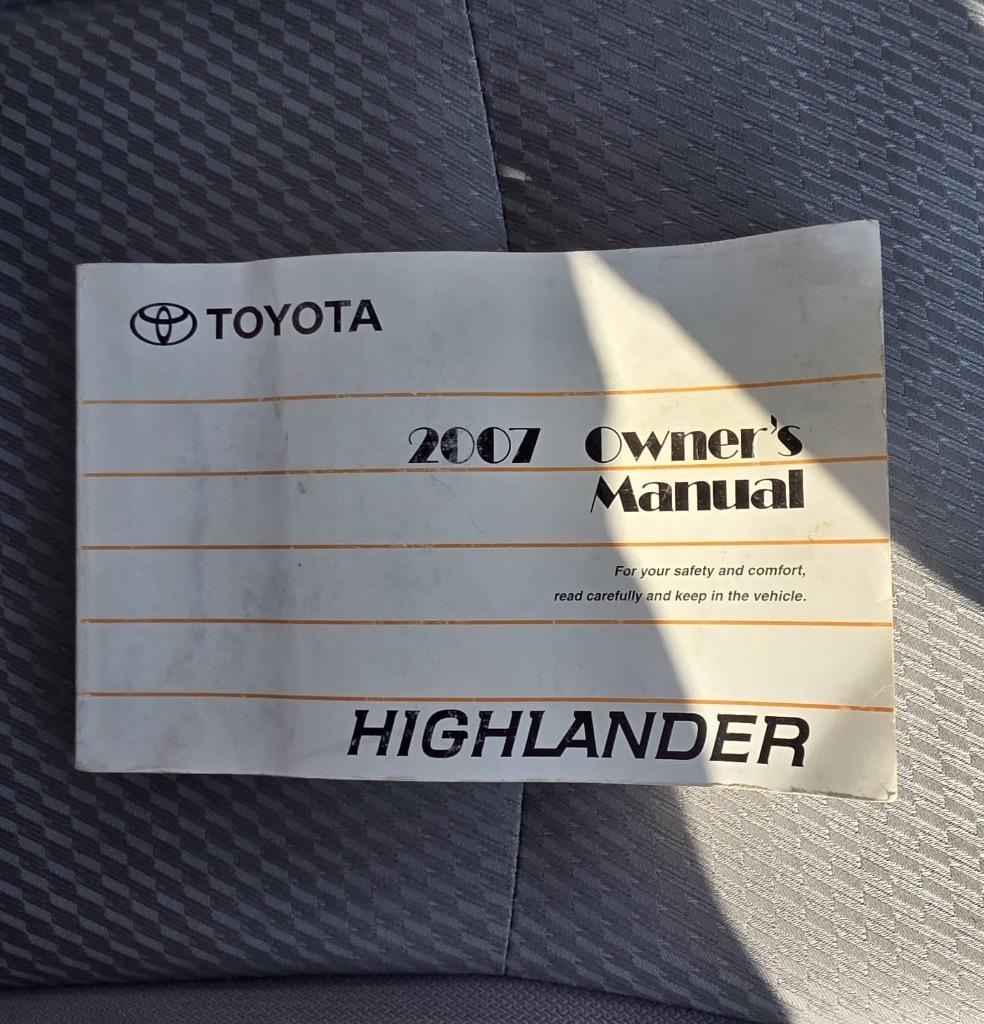 TOYOTA
2007 Owner's
Manual
For your safety and comfort,
read carefully and keep in the vehicle.
HIGHLANDER